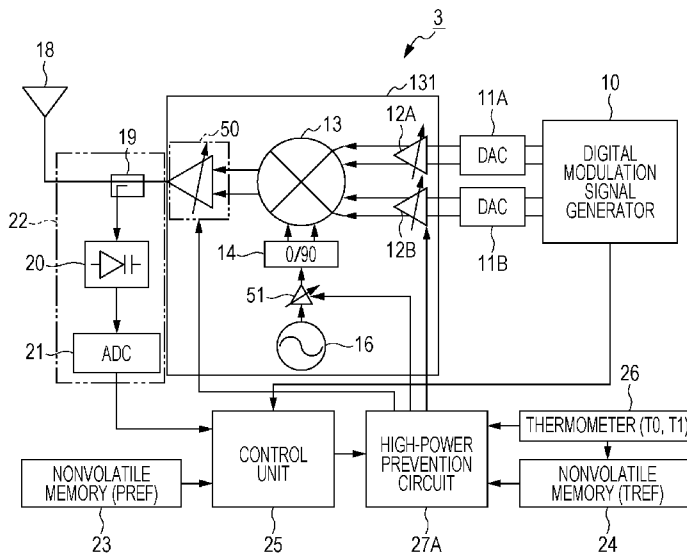 3
18
131
10
19
50
13
12A
11A
DAC
DIGITAL
MODULATION
SIGNAL
GENERATOR
22
DAC
12B
11B
14
0/90
20
51
16
21
ADC
26
THERMOMETER (T0, T1)
CONTROL
UNIT
HIGH-POWER
PREVENTION
CIRCUIT
NONVOLATILE
MEMORY (PREF)
NONVOLATILE
MEMORY (TREF)
23
25
27A
24